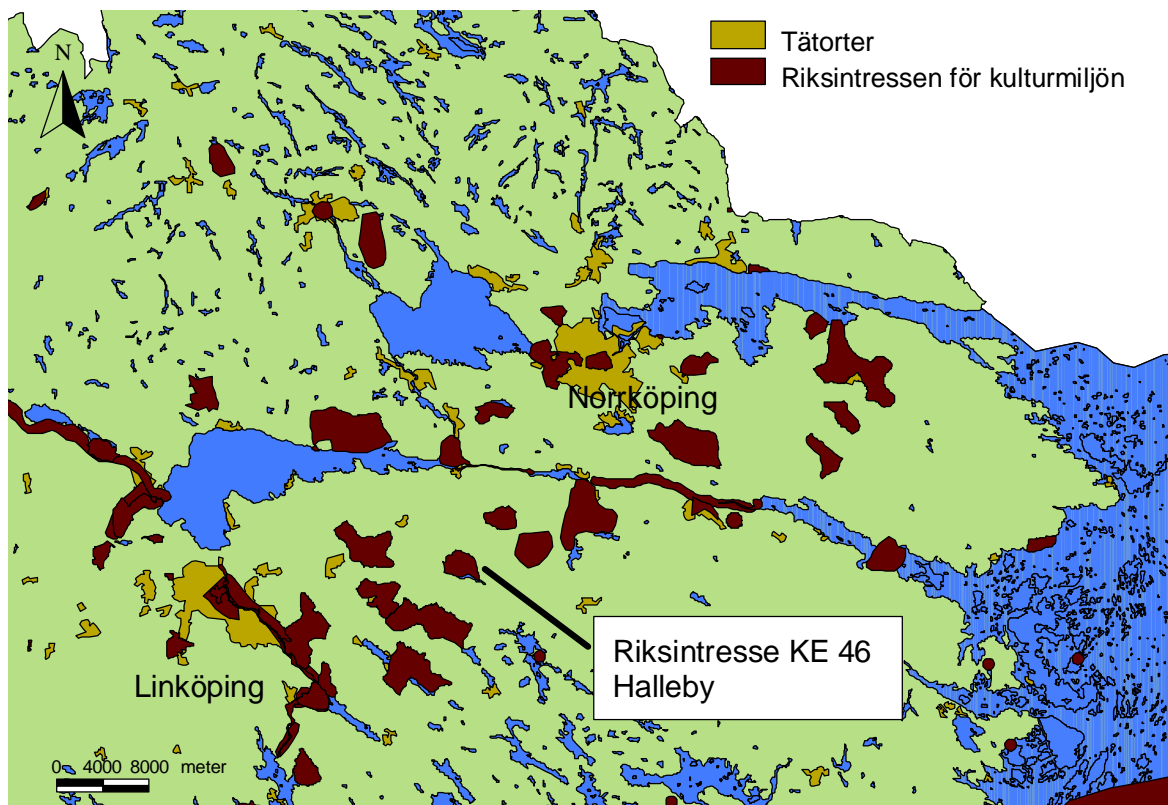 Tätorter
Riksintressen för kulturmiljön
N
Norrköping
Riksintresse KE 46
Halleby
Linköping
0 4000 8000 meter